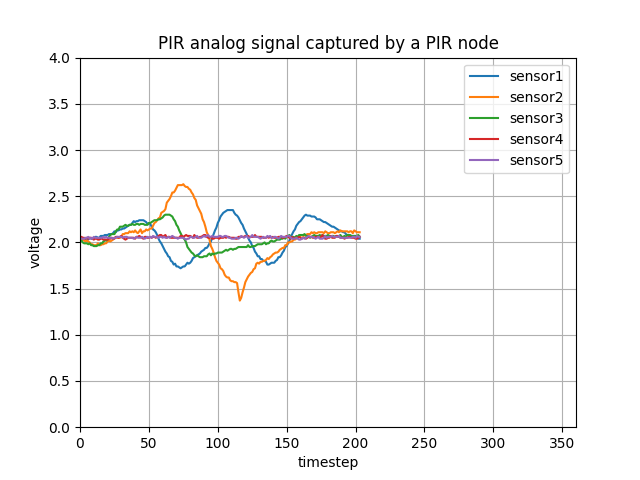 PIR analog signal captured by a PIR node
4.0
3.5
3.0
2.5
2.0
1.5
1.0
0.5
0.0
voltage
sensor1
sensor2
sensor3
sensor4
sensor5
0 50 100 150 200 250 300 350
timestep